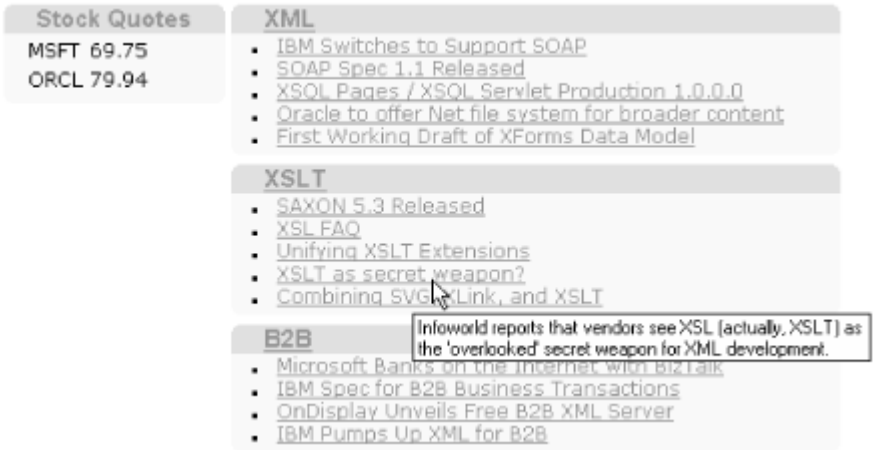 Stock Quotes
MSFT 69.75
ORCL 79.94
XML
IBM Switches to Support SOAP
SOAP Spec 1.1 Released
XSQL Pages / XSQL Servlet Production 1.0.0.0
Oracle to offer Net file system for broader content
First Working Draft of XForms Data Model
XSLT
SAXON 5.3 Released
XSL FAQ
Unifying XSLT Extensions
XSLT as secret weapon?
Combining SVG, XLink, and XSLT
Infoworld reports that vendors see XSL (actually, XSLT) as
the 'overlooked' secret weapon for XML development.
B2B
Microsoft Banks on the Internet with BizTalk
IBM Spec for B2B Business Transactions
OnDisplay Unveils Free B2B XML Server
IBM Pumps Up XML for B2B